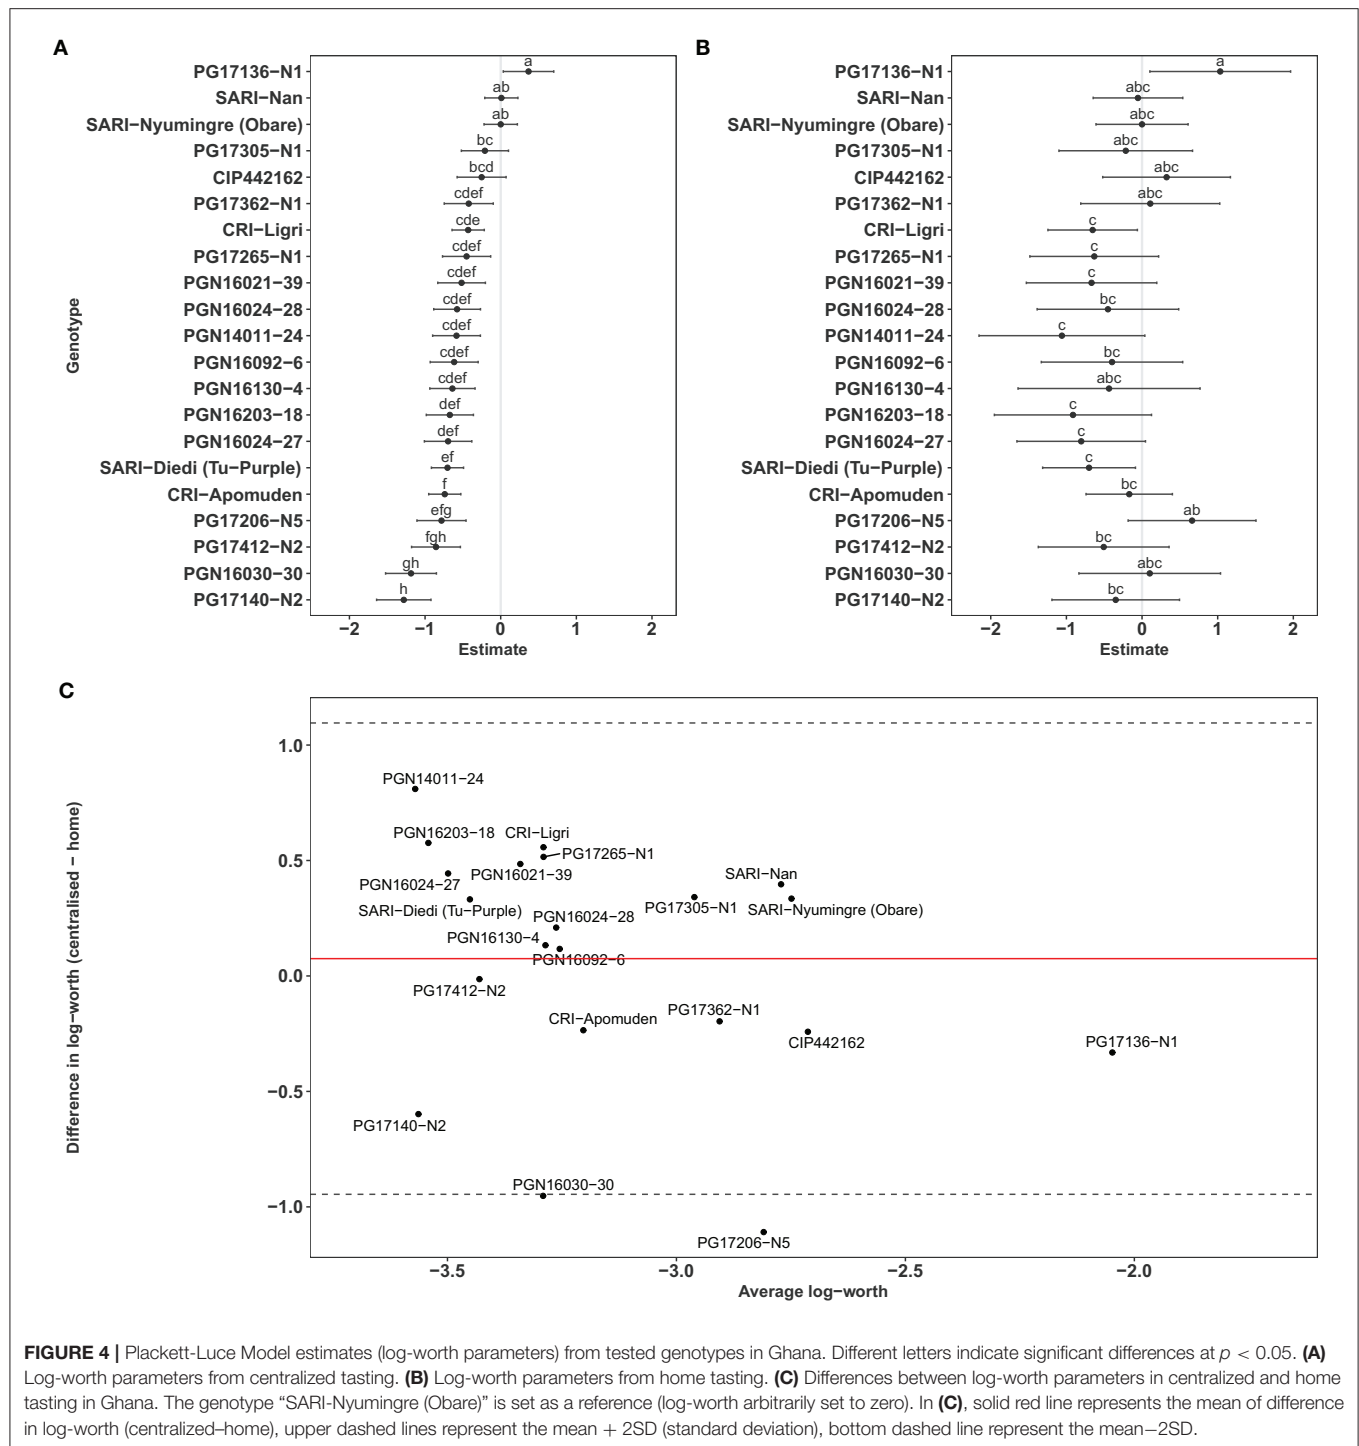 A
B
PG17136−N1
SARI−Nan
SARI−Nyumingre (Obare)
PG17305−N1
CIP442162
PG17362−N1
CRI−Ligri
PG17265−N1
PGN16021−39
PGN16024−28
PGN14011−24
PGN16092−6
PGN16130−4
PGN16203−18
PGN16024−27
SARI−Diedi (Tu−Purple)
CRI−Apomuden
PG17206−N5
PG17412−N2
PGN16030−30
PG17140−N2
Genotype
a
ab
ab
bc
bcd
cdef
cde
cdef
cdef
cdef
cdef
cdef
cdef
def
def
ef
f
efg
fgh
gh
h
−2 −1 0 1 2
Estimate
PG17136−N1
SARI−Nan
SARI−Nyumingre (Obare)
PG17305−N1
CIP442162
PG17362−N1
CRI−Ligri
PG17265−N1
PGN16021−39
PGN16024−28
PGN14011−24
PGN16092−6
PGN16130−4
PGN16203−18
PGN16024−27
SARI−Diedi (Tu−Purple)
CRI−Apomuden
PG17206−N5
PG17412−N2
PGN16030−30
PG17140−N2
a
abc
abc
abc
abc
abc
c
c
c
bc
c
bc
abc
c
c
c
bc
ab
bc
abc
bc
−2 −1 0 1 2
Estimate
C
Difference in log−worth (centralised − home)
1.0
0.5
0.0
−0.5
−1.0
PGN14011−24
PGN16203−18 CRI−Ligri
PG17265−N1
PGN16021−39
PGN16024−27
SARI−Nan
SARI−Diedi (Tu−Purple)
PG17305−N1
SARI−Nyumingre (Obare)
PGN16024−28
PGN16130−4
PGN16092−6
PG17412−N2
CRI−Apomuden
PG17362−N1
CIP442162
PG17136−N1
PG17140−N2
PGN16030−30
PG17206−N5
−3.5 −3.0 −2.5 −2.0
Average log−worth
FIGURE 4 | Plackett-Luce Model estimates (log-worth parameters) from tested genotypes in Ghana. Different letters indicate significant differences at p < 0.05. (A)
Log-worth parameters from centralized tasting. (B) Log-worth parameters from home tasting. (C) Differences between log-worth parameters in centralized and home
tasting in Ghana. The genotype “SARI-Nyumingre (Obare)” is set as a reference (log-worth arbitrarily set to zero). In (C), solid red line represents the mean of difference
in log-worth (centralized–home), upper dashed lines represent the mean + 2SD (standard deviation), bottom dashed line represent the mean−2SD.